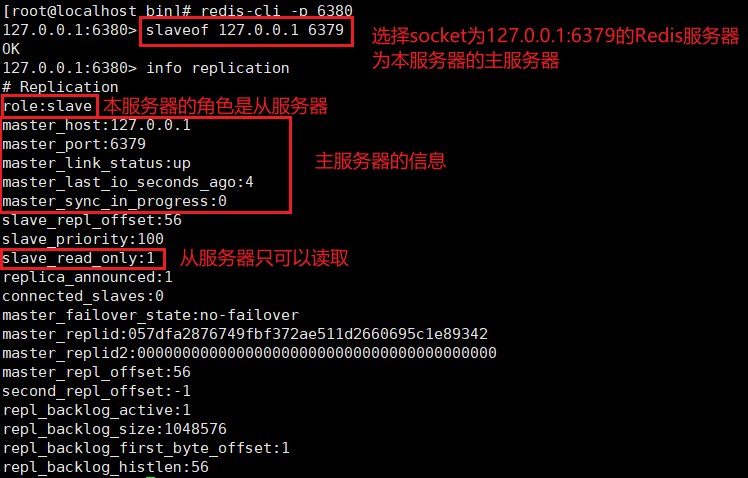 [root@localhost bin]# redis-cli -p 6380
127.0.0.1:6380> slaveof 127.0.0.1 6379
选择socket为127.0.0.1:6379的Redis服务器
为本服务器的主服务器
OK
127.0.0.1:6380> info replication
# Replication
role:slave
本服务器的角色是从服务器
master_host:127.0.0.1
master_port:6379
master_link_status:up
主服务器的信息
master_last_io_seconds_ago:4
master_sync_in_progress:0
slave_repl_offset:56
slave_priority:100
slave_read_only:1
从服务器只可以读取
replica_announced:1
connected_slaves:0
master_failover_state:no-failover
master_replid:057dfa2876749fbf372ae511d2660695c1e89342
master_replid2:0000000000000000000000000000000000000000
master_repl_offset:56
second_repl_offset:-1
repl_backlog_active:1
repl_backlog_size:1048576
repl_backlog_first_byte_offset:1
repl_backlog_histlen:56